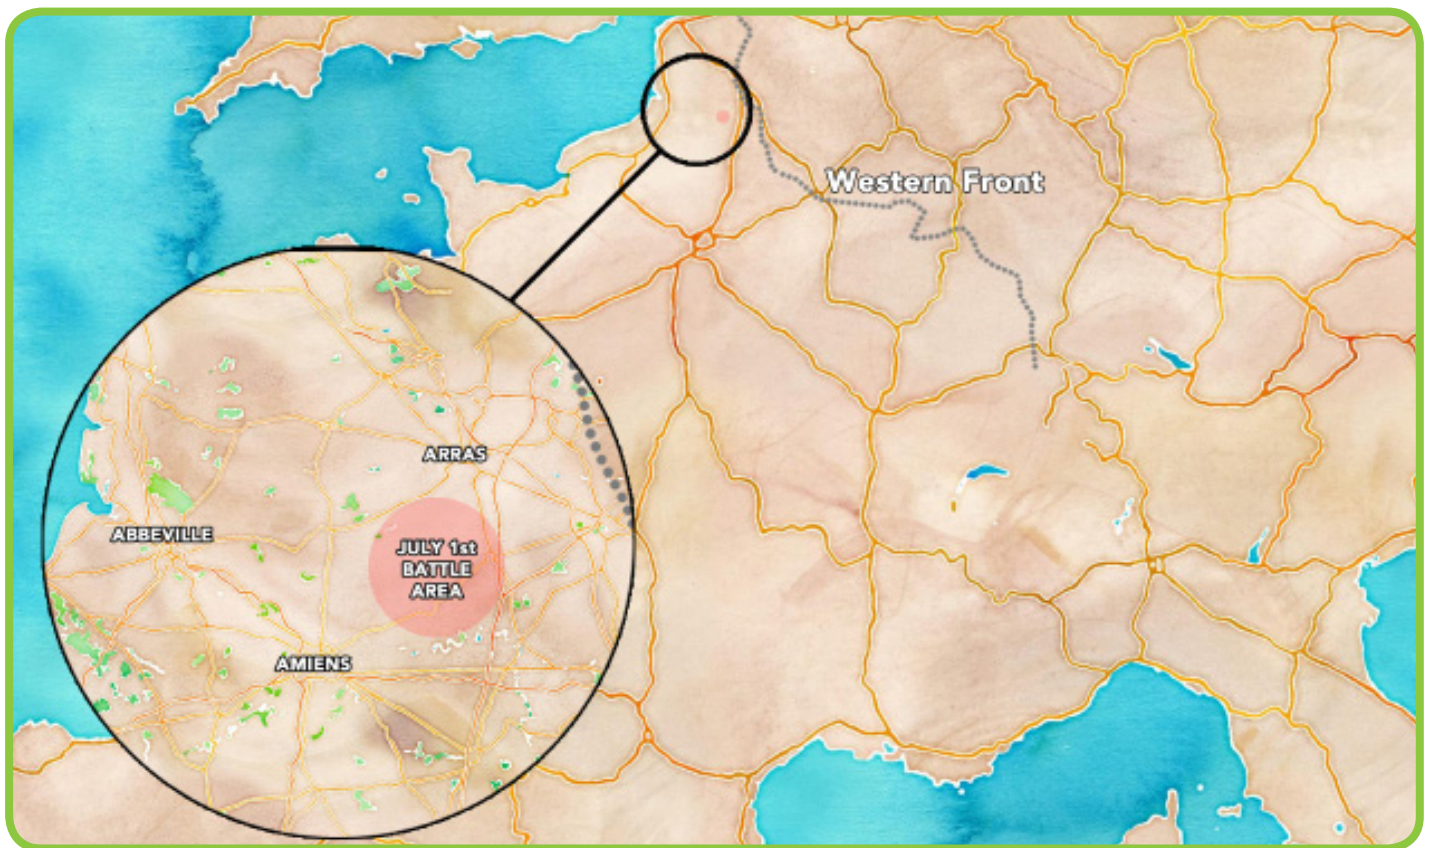 Western Front
ARRAS
ABBEVILLE
JULY 1st
BATTLE
AREA
AMIENS